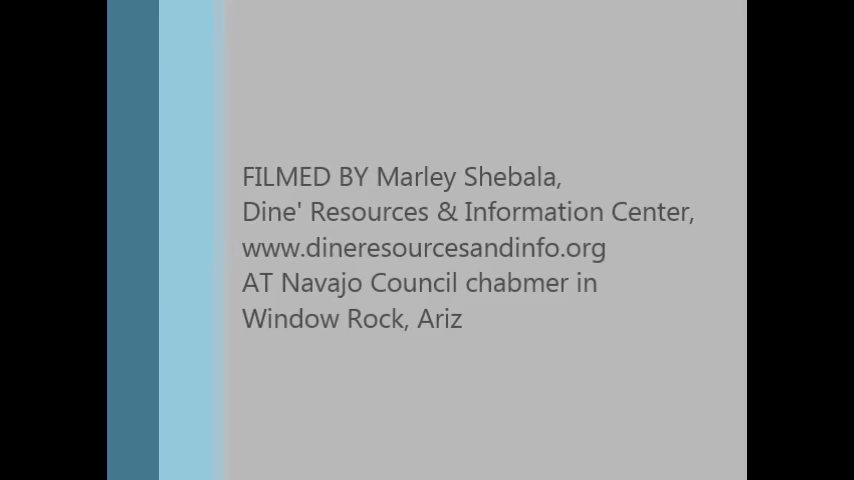 FILMED BY Marley Shebala,
Dine' Resources & Information Center,
www.dineresourcesandinfo.org
AT Navajo Council chabmer in
Window Rock, Ariz